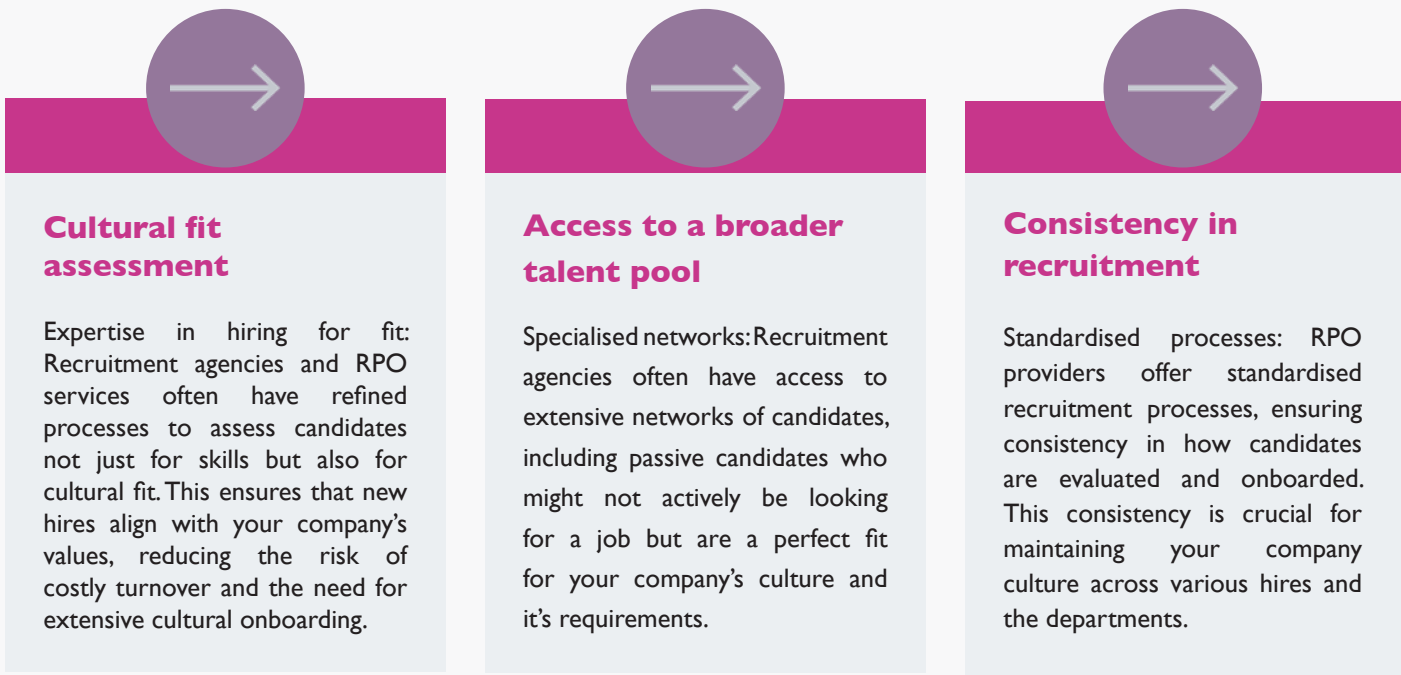 Cultural fit
assessment
Expertise in hiring for fit:
Recruitment agencies and RPO
services often have refined
processes to assess candidates
not just for skills but also for
cultural fit. This ensures that new
hires align with your company’s
values, reducing the risk of
costly turnover and the need for
extensive cultural onboarding.
Access to a broader
talent pool
Specialised networks: Recruitment
agencies often have access to
extensive networks of candidates,
including passive candidates who
might not actively be looking
for a job but are a perfect fit
for your company’s culture and
it’s requirements.
Consistency in
recruitment
Standardised processes: RPO
providers offer standardised
recruitment processes, ensuring
consistency in how candidates
are evaluated and onboarded.
This consistency is crucial for
maintaining your company
culture across various hires and
the departments.